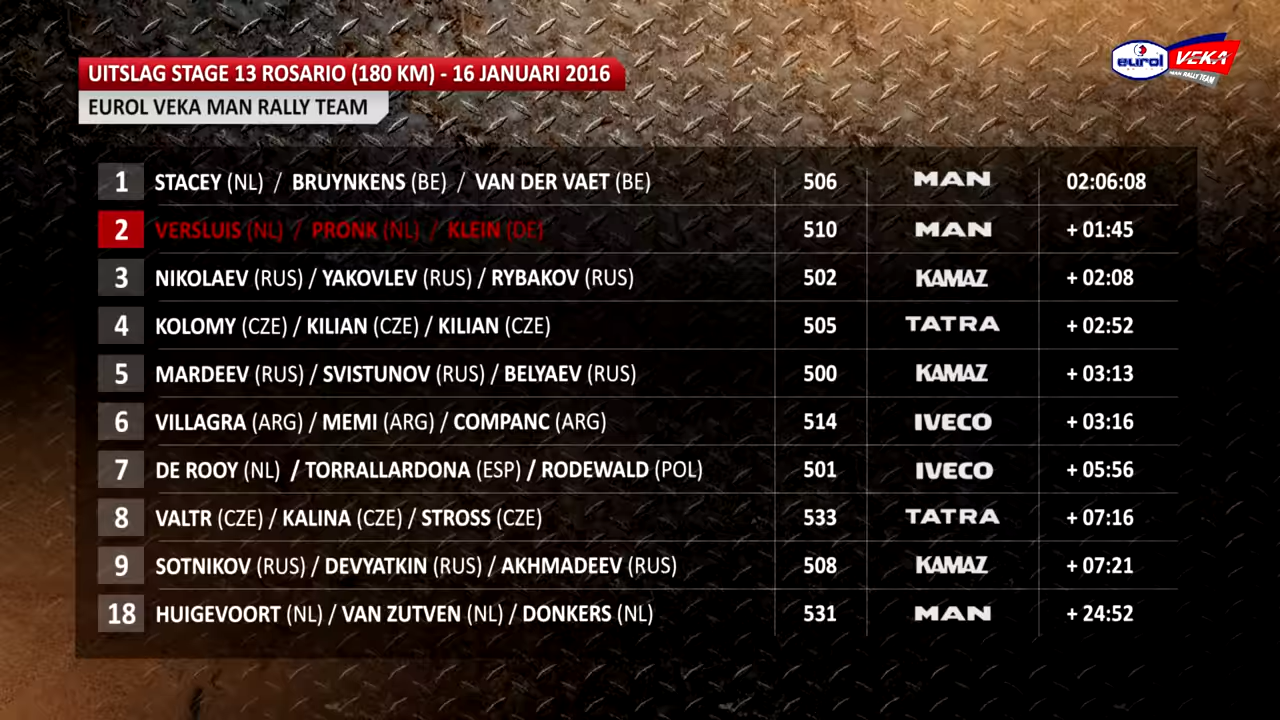 UITSLAG STAGE 13 ROSARIO (180 KM) - 16 JANUARI 2016
EUROL VEKA MAN RALLY TEAM
eurol VEKA
MAN RALLY TEAM
1 STACEY (NL) / BRUYNKENS (BE) / VAN DER VAET (BE) 506 MAN 02:06:08
2 VERSLUIS (NL) / PRONK (NL) / KLEIN (DE) 510 MAN + 01:45
3 NIKOLAEV (RUS) / YAKOVLEV (RUS) / RYBAKOV (RUS) 502 KAMAZ + 02:08
4 KOLOMY (CZE) / KILIAN (CZE) / KILIAN (CZE) 505 TATRA + 02:52
5 MARDEEV (RUS) / SVISTUNOV (RUS) / BELYAEV (RUS) 500 KAMAZ + 03:13
6 VILLAGRA (ARG) / MEMI (ARG) / COMPANC (ARG) 514 IVECO + 03:16
7 DE ROOY (NL) / TORRALLARDONA (ESP) / RODEWALD (POL) 501 IVECO + 05:56
8 VALTR (CZE) / KALINA (CZE) / STROSS (CZE) 533 TATRA + 07:16
9 SOTNIKOV (RUS) / DEVYATKIN (RUS) / AKHMADEEV (RUS) 508 KAMAZ + 07:21
18 HUIGEVOORT (NL) / VAN ZUTVEN (NL) / DONKERS (NL) 531 MAN + 24:52